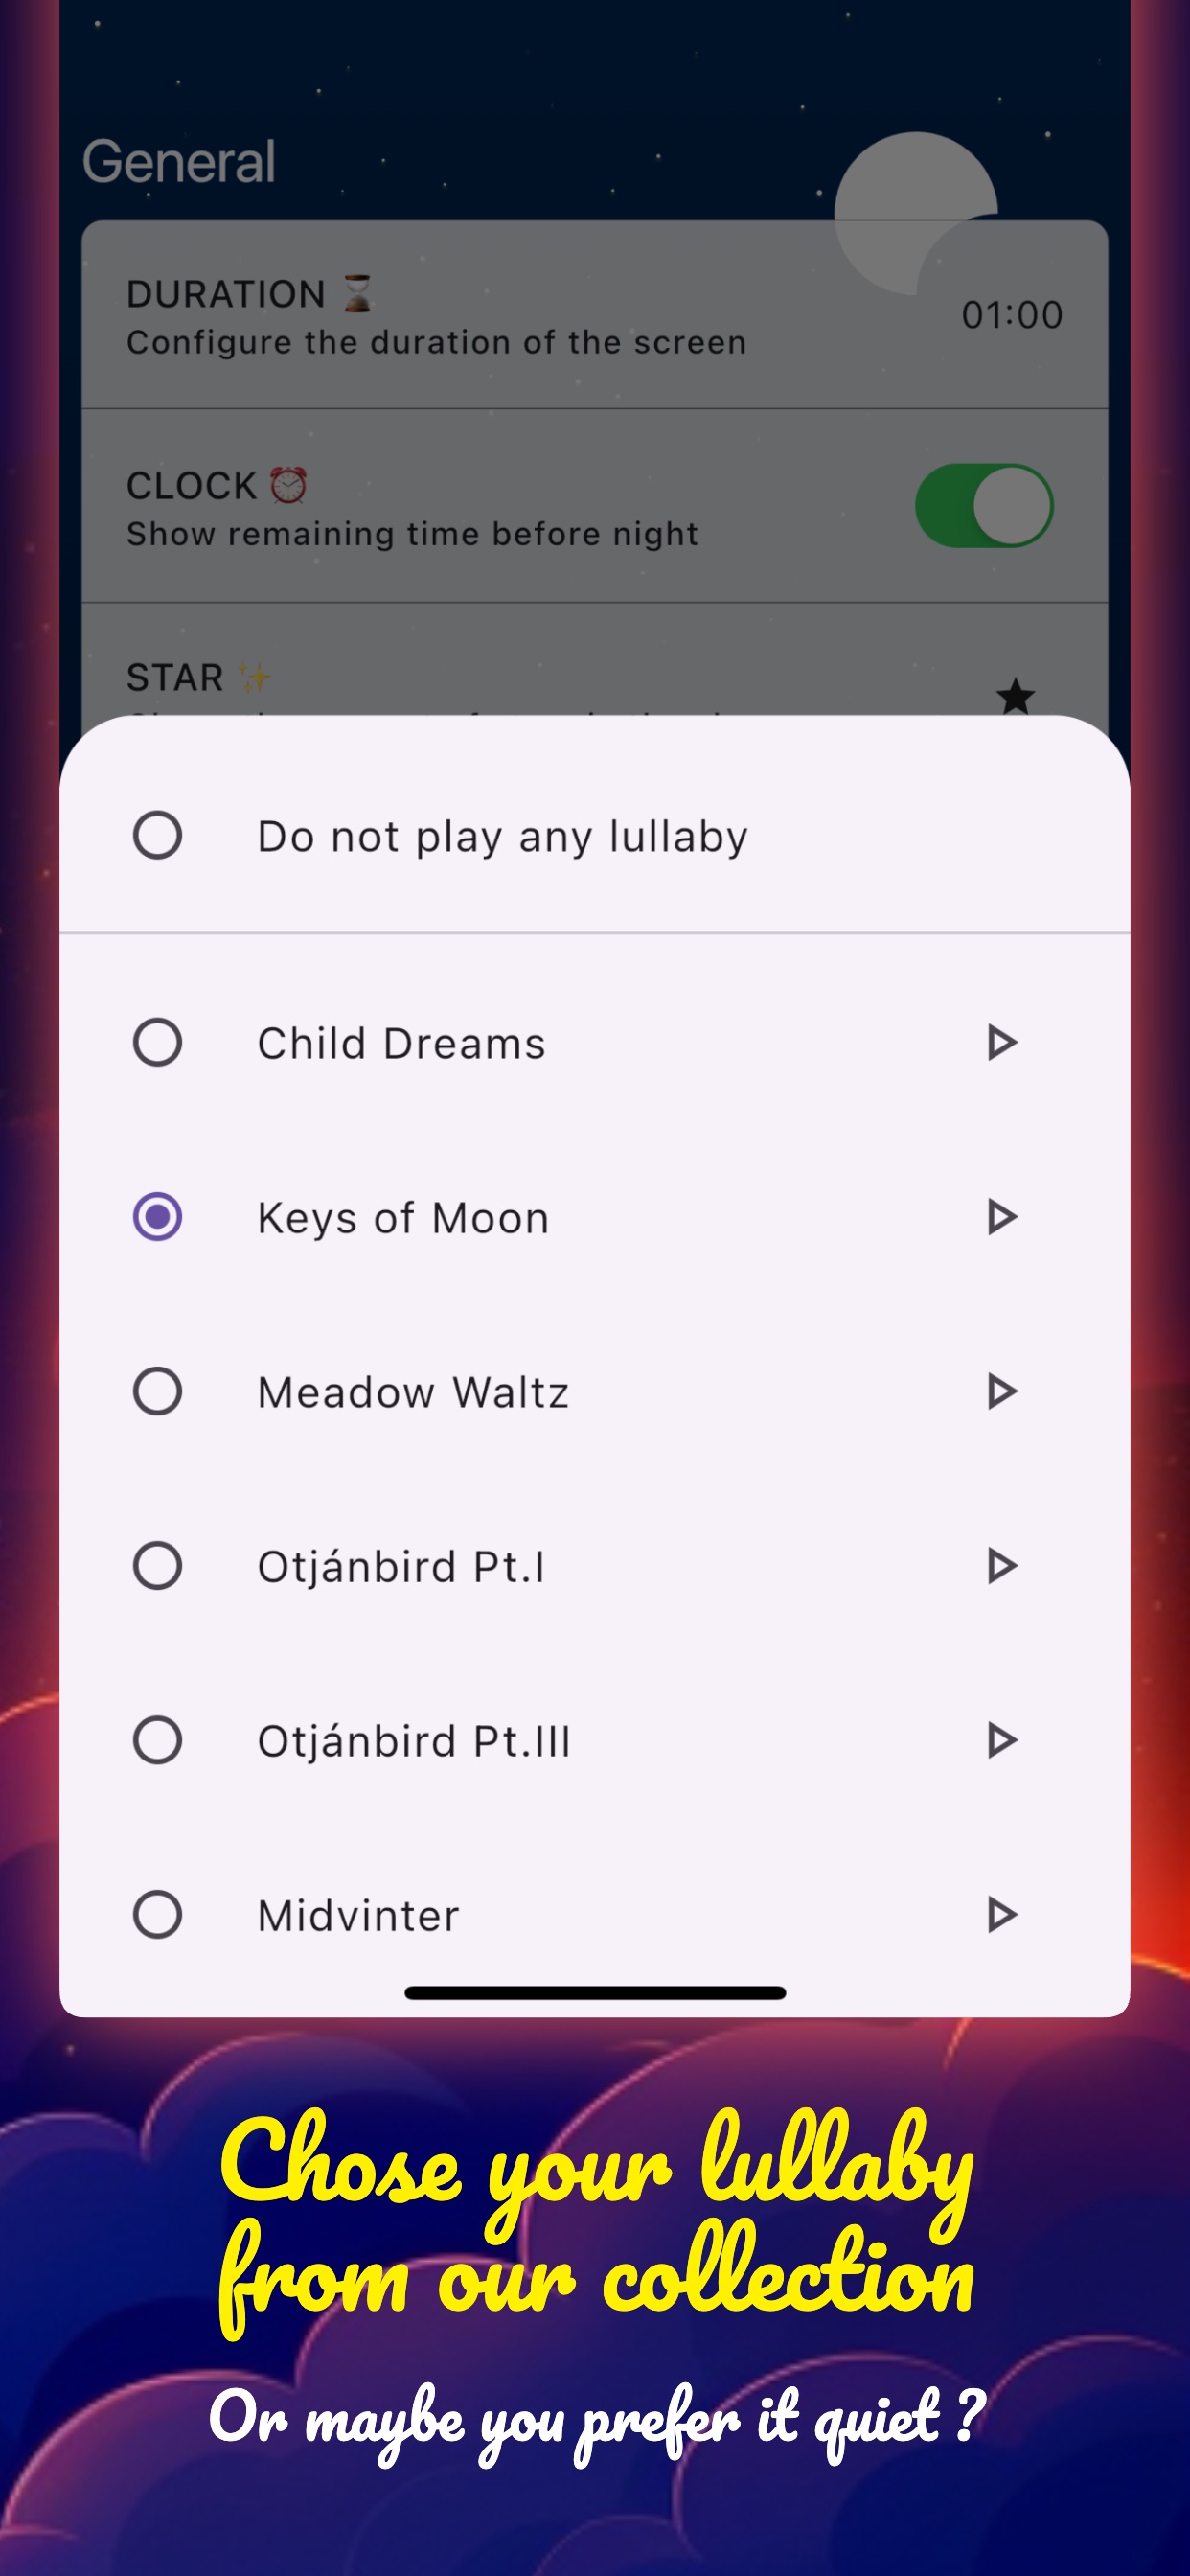 General
DURATION ⌛
Configure the duration of the screen
01:00
CLOCK ⏰
Show remaining time before night
STAR ✨
Do not play any lullaby
Child Dreams
Keys of Moon
Meadow Waltz
Otjánbird Pt.I
Otjánbird Pt.III
Midvinter
Chose your lullaby
from our collection
Or maybe you prefer it quiet ?